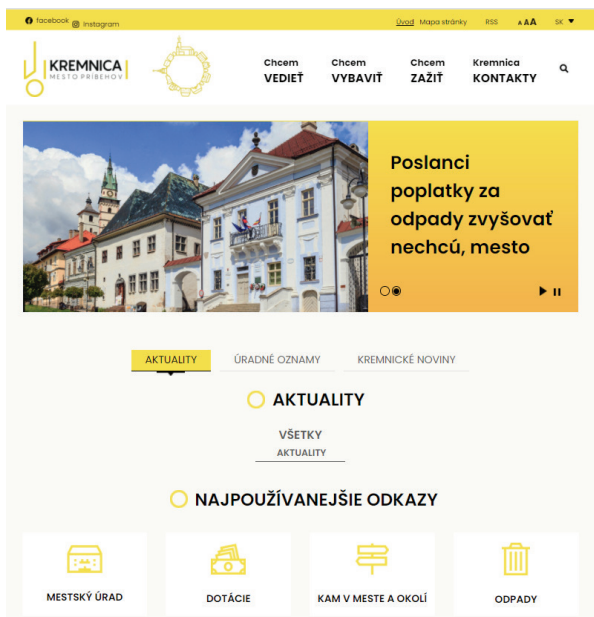 facebook Instagram Úvod Mapa stránky RSS A A A SK
KREMNICA
MESTO PRÍBEHOV
Chcem
VEDIEŤ
Chcem
VYBAVIŤ
Chcem
ZAŽIŤ
Kremnica
KONTAKTY
Poslanci
poplatky za
odpady zvyšovať
nechcú, mesto
AKTUALITY ÚRADNÉ OZNAMY KREMNICKÉ NOVINY
AKTUALITY
VŠETKY
AKTUALITY
NAJPOUŽÍVANEJŠIE ODKAZY
MESTSKÝ ÚRAD DOTÁCIE KAM V MESTE A OKOLÍ ODPADY